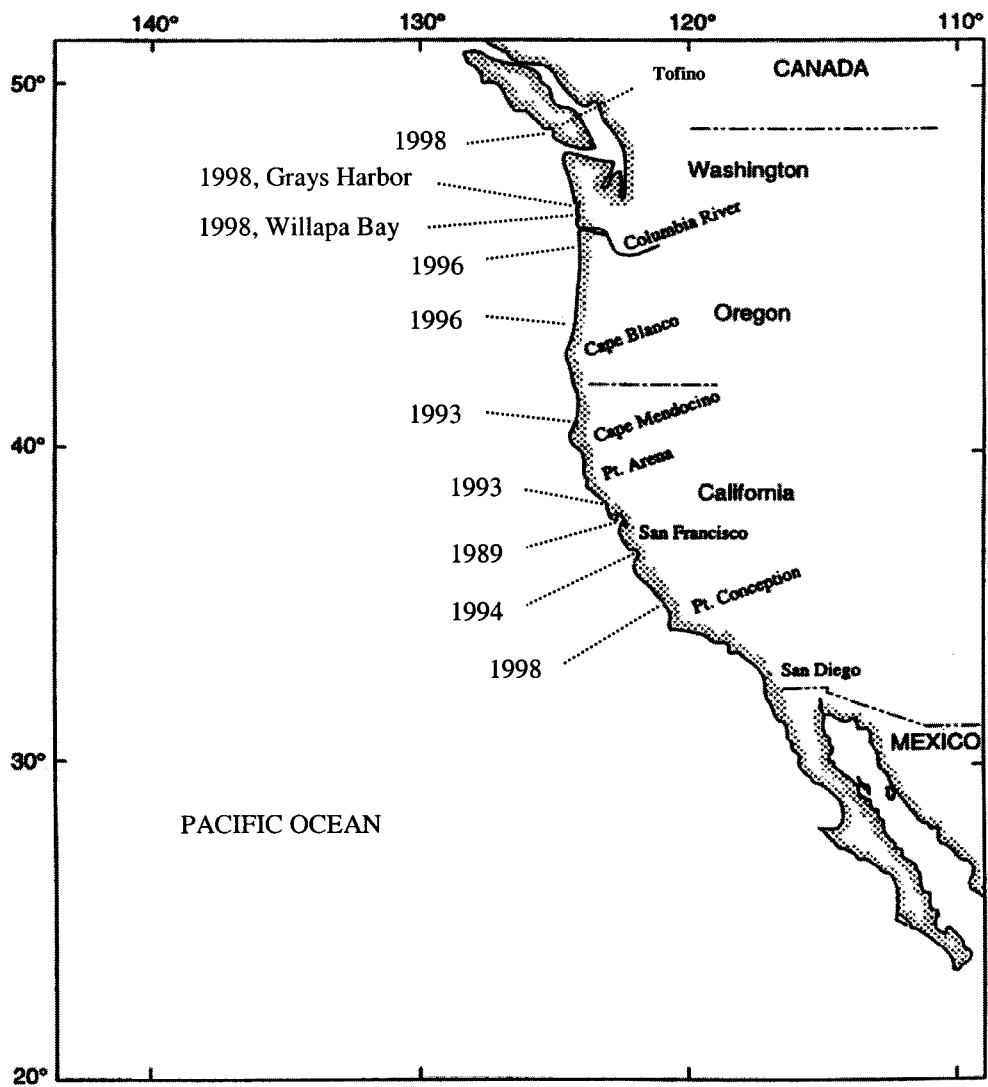 140°
130°
120°
110°
50°
Tofino
CANADA
1998
1998, Grays Harbor
Washington
1998, Willapa Bay
Columbia River
1996
1996
Oregon
Cape Blanco
1993
Cape Mendocino
40°
Pt. Arena
1993
California
San Francisco
1989
Pt. Conception
1994
1998
San Diego
MEXICO
30°
PACIFIC OCEAN
20°